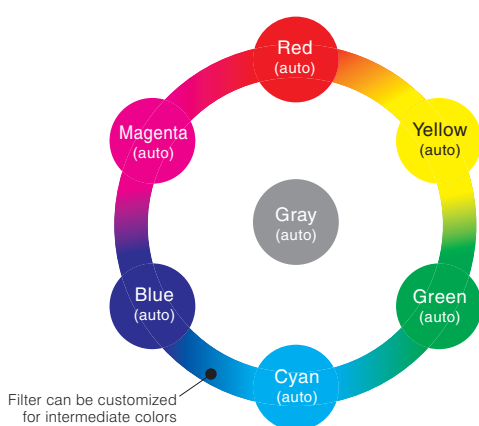 Red
(auto)
Magenta
(auto)
Yellow
(auto)
Gray
(auto)
Blue
(auto)
Green
(auto)
Cyan
(auto)
Filter can be customized
for intermediate colors